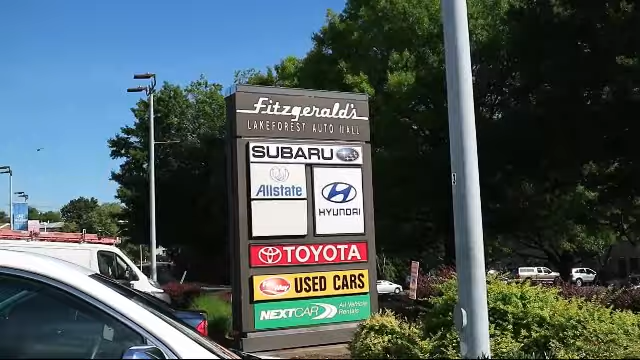 Fitzgerald's
LAKEFOREST AUTO MALL
SUBARU
Allstate
HYUNDAI
TOYOTA
USED CARS
NEXTCAR
All Vehicle
Rentals